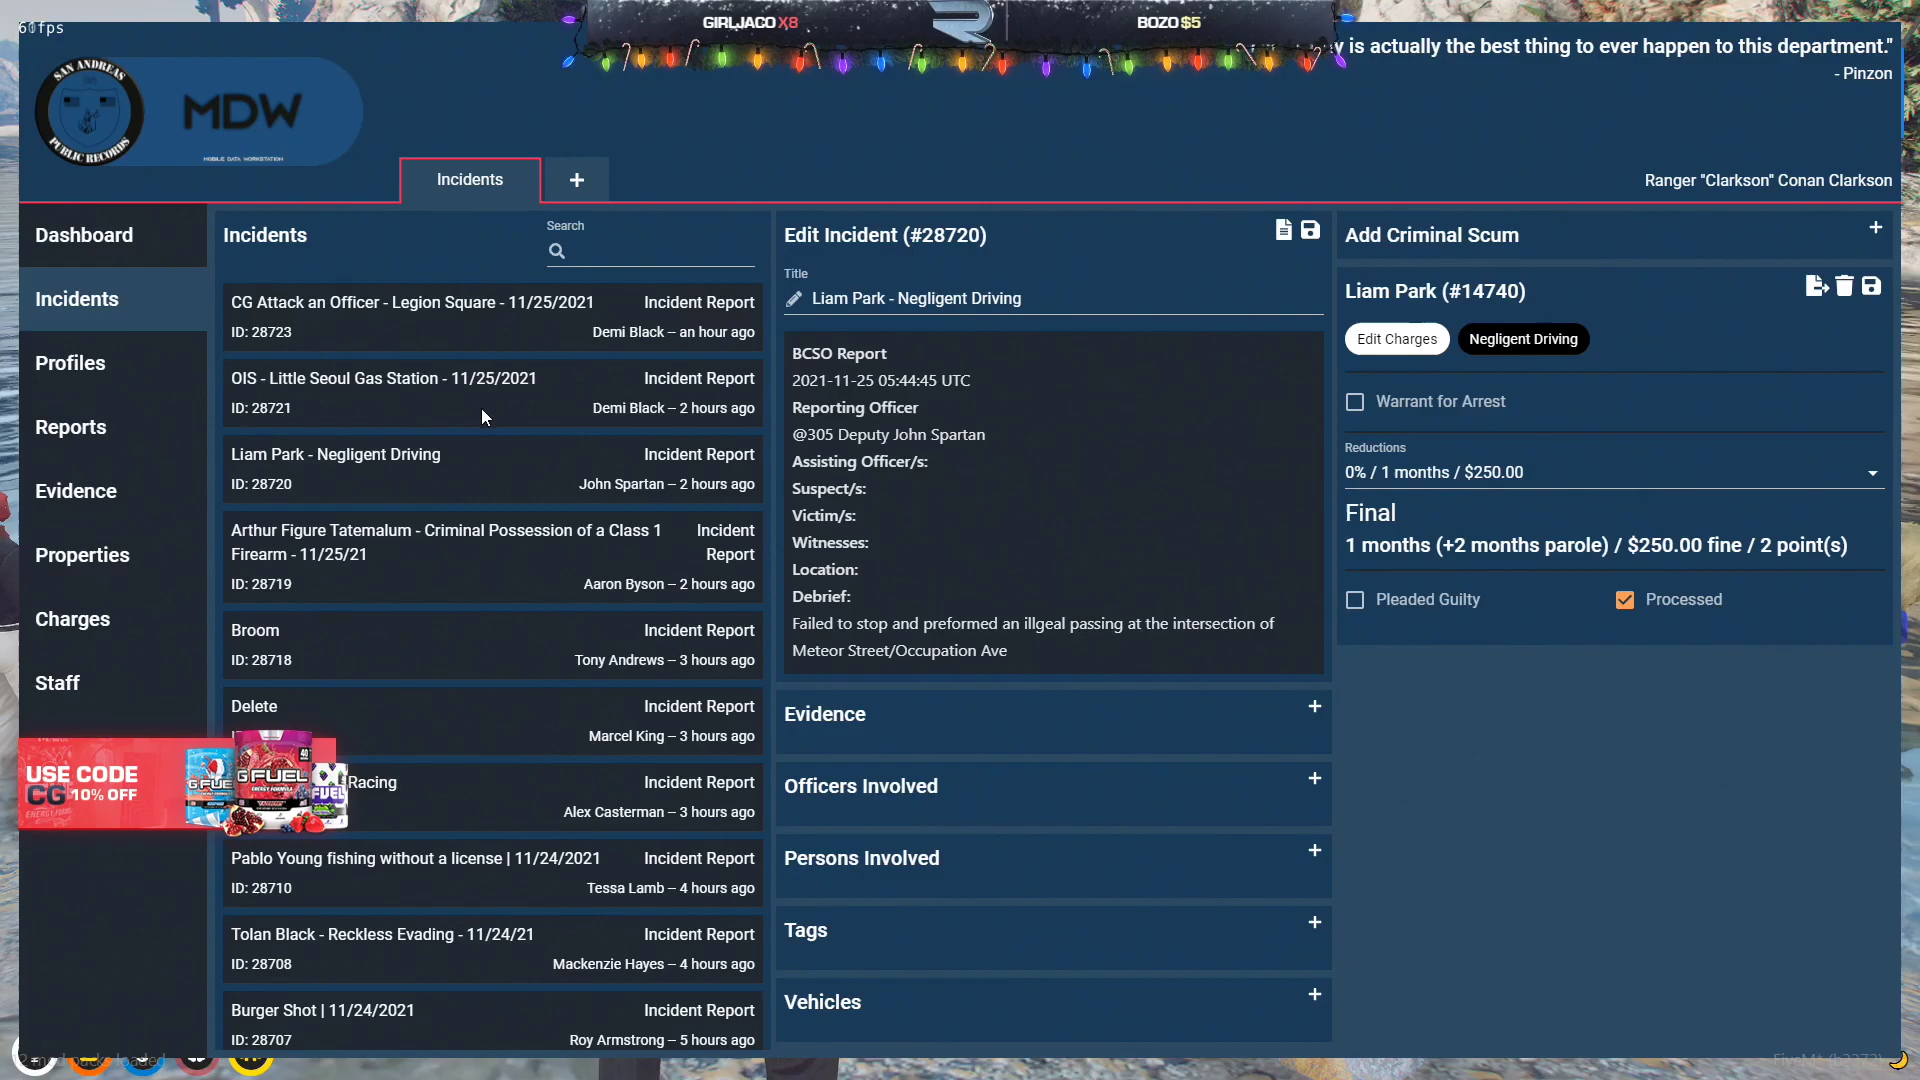 60fps
GIRLJACO X8
BOZO $5
y is actually the best thing to ever happen to this department."
- Pinzon
SAN ANDREAS
PUBLIC RECORDS
MDW
MOBILE DATA WORKSTATION
Incidents
+
Ranger "Clarkson" Conan Clarkson
Dashboard
Incidents
Profiles
Reports
Evidence
Properties
Charges
Staff
USE CODE
CG 10% OFF
G FUEL
G FUEL
ENERGY FORMULA
40
FUEL
Incidents
Search
CG Attack an Officer - Legion Square - 11/25/2021 Incident Report
ID: 28723 Demi Black – an hour ago
OIS - Little Seoul Gas Station - 11/25/2021 Incident Report
ID: 28721 Demi Black – 2 hours ago
Liam Park - Negligent Driving Incident Report
ID: 28720 John Spartan – 2 hours ago
Arthur Figure Tatemalum - Criminal Possession of a Class 1 Incident
Firearm - 11/25/21 Report
ID: 28719 Aaron Byson – 2 hours ago
Broom Incident Report
ID: 28718 Tony Andrews – 3 hours ago
Delete Incident Report
Marcel King – 3 hours ago
Racing Incident Report
Alex Casterman – 3 hours ago
Pablo Young fishing without a license | 11/24/2021 Incident Report
ID: 28710 Tessa Lamb – 4 hours ago
Tolan Black - Reckless Evading - 11/24/21 Incident Report
ID: 28708 Mackenzie Hayes – 4 hours ago
Burger Shot | 11/24/2021 Incident Report
ID: 28707 Roy Armstrong – 5 hours ago
Edit Incident (#28720)
Title
Liam Park - Negligent Driving
BCSO Report
2021-11-25 05:44:45 UTC
Reporting Officer
@305 Deputy John Spartan
Assisting Officer/s:
Suspect/s:
Victim/s:
Witnesses:
Location:
Debrief:
Failed to stop and preformed an illgeal passing at the intersection of
Meteor Street/Occupation Ave
Evidence +
Officers Involved +
Persons Involved +
Tags +
Vehicles +
Add Criminal Scum +
Liam Park (#14740)
Edit Charges Negligent Driving
Warrant for Arrest
Reductions
0% / 1 months / $250.00
Final
1 months (+2 months parole) / $250.00 fine / 2 point(s)
Pleaded Guilty Processed